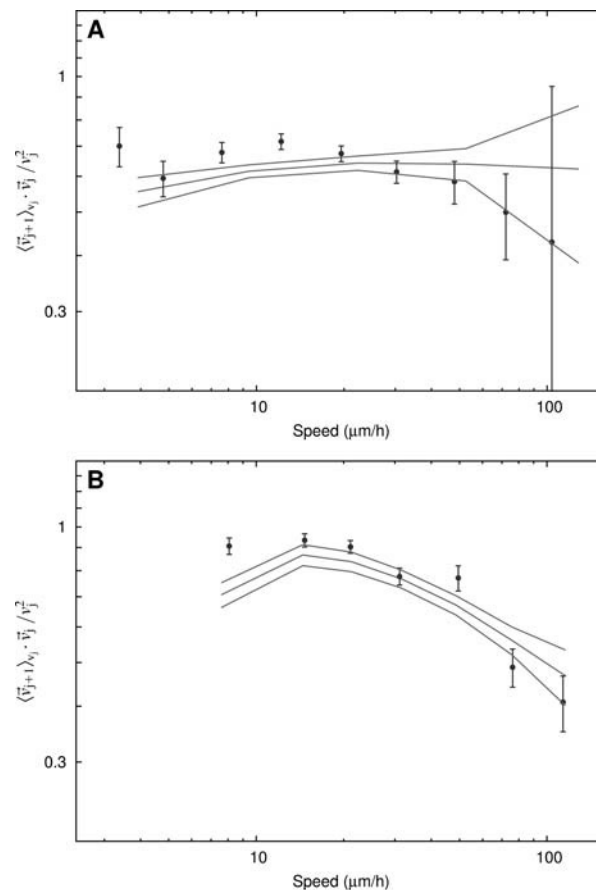 A
1
0.3
⟨v⃗ⱼ₊₁⟩ᵥⱼ · v⃗ⱼ / vⱼ²
10
100
Speed (μm/h)
B
1
0.3
⟨v⃗ⱼ₊₁⟩ᵥⱼ · v⃗ⱼ / vⱼ²
10
100
Speed (μm/h)